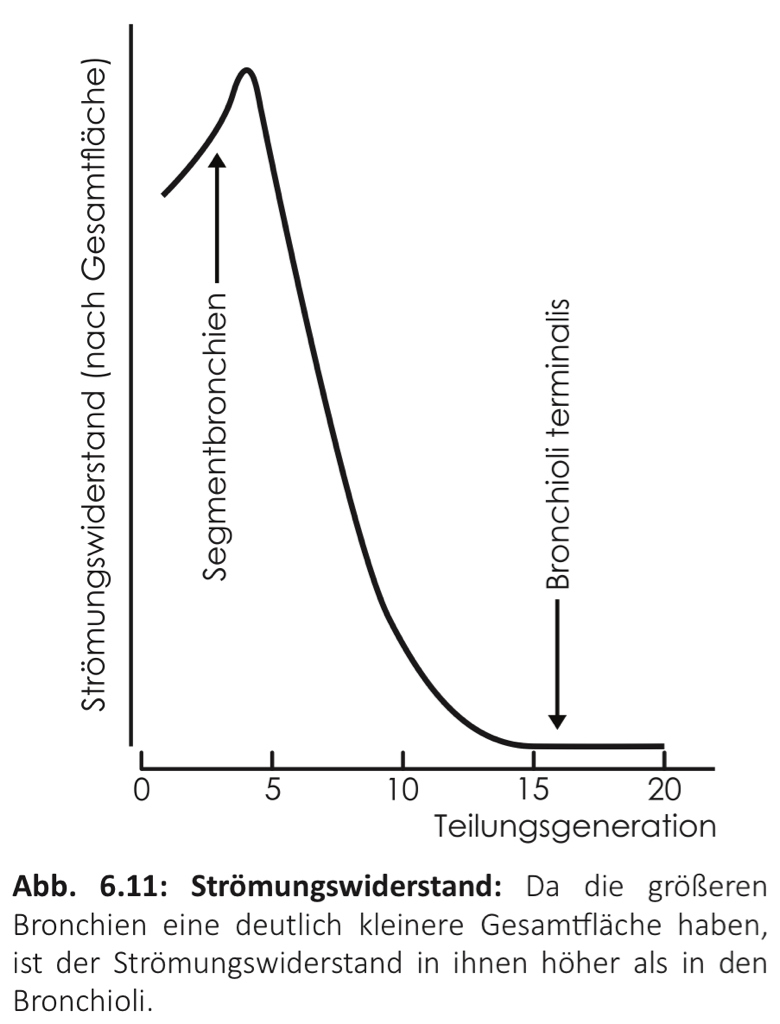 Strömungswiderstand (nach Gesamtfläche)
Segmentbronchien
Bronchioli terminalis
0 5 10 15 20
Teilungsgeneration
Abb. 6.11: Strömungswiderstand: Da die größeren
Bronchien eine deutlich kleinere Gesamtfläche haben,
ist der Strömungswiderstand in ihnen höher als in den
Bronchioli.